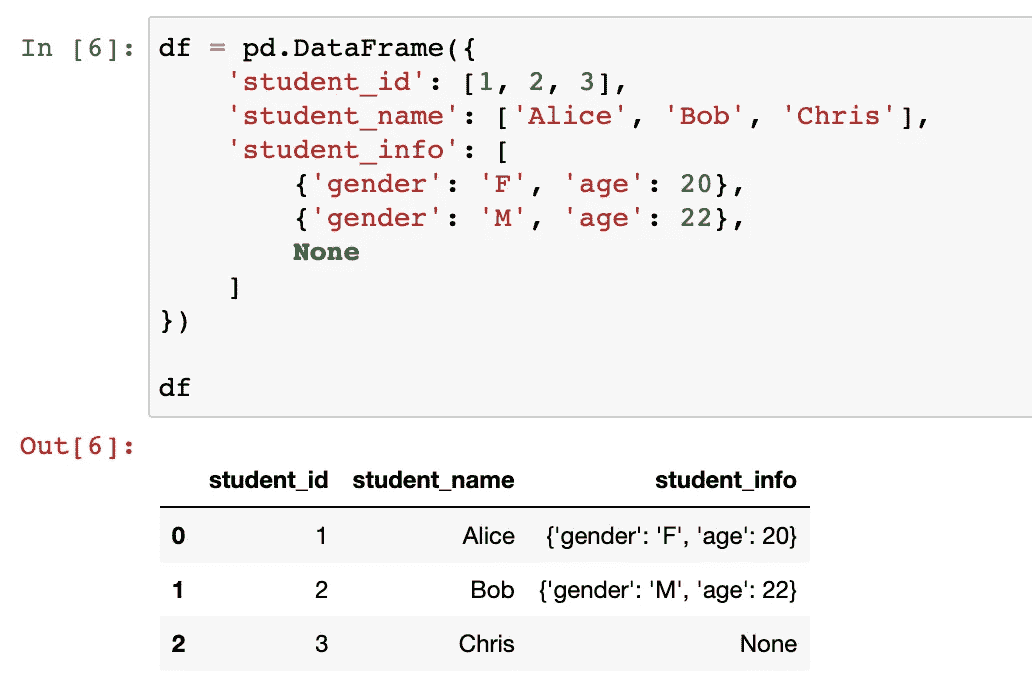 In [6]: df = pd.DataFrame({
    'student_id': [1, 2, 3],
    'student_name': ['Alice', 'Bob', 'Chris'],
    'student_info': [
        {'gender': 'F', 'age': 20},
        {'gender': 'M', 'age': 22},
        None
    ]
})
df
Out[6]:
student_id student_name student_info
0 1 Alice {'gender': 'F', 'age': 20}
1 2 Bob {'gender': 'M', 'age': 22}
2 3 Chris None